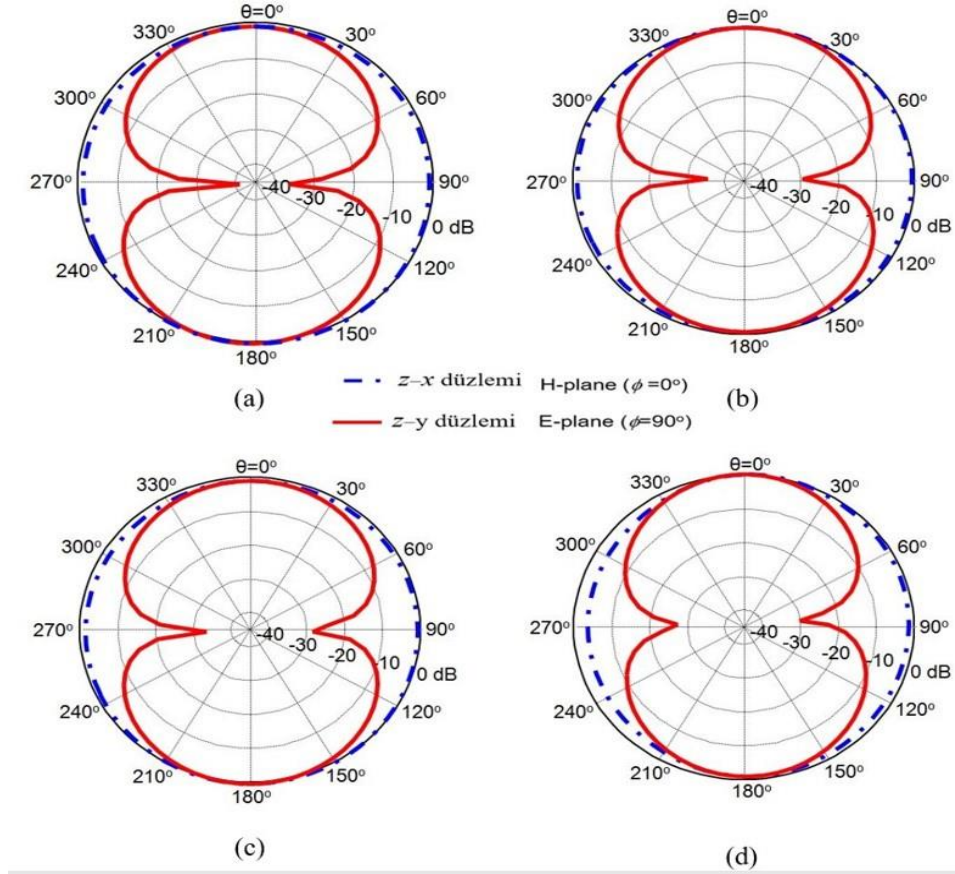 θ=0° θ=0°
330° 30° 330° 30°
300° 60° 300° 60°
270° -40 -30 -20 -10 0 dB 90° 270° -40 -30 -20 -10 0 dB 90°
240° 120° 240° 120°
210° 150° 210° 150°
180° 180°
(a) (b)
z–x düzlemi H-plane (ϕ=0°)
z–y düzlemi E-plane (ϕ=90°)
θ=0° θ=0°
330° 30° 330° 30°
300° 60° 300° 60°
270° -40 -30 -20 -10 0 dB 90° 270° -40 -30 -20 -10 0 dB 90°
240° 120° 240° 120°
210° 150° 210° 150°
180° 180°
(c) (d)